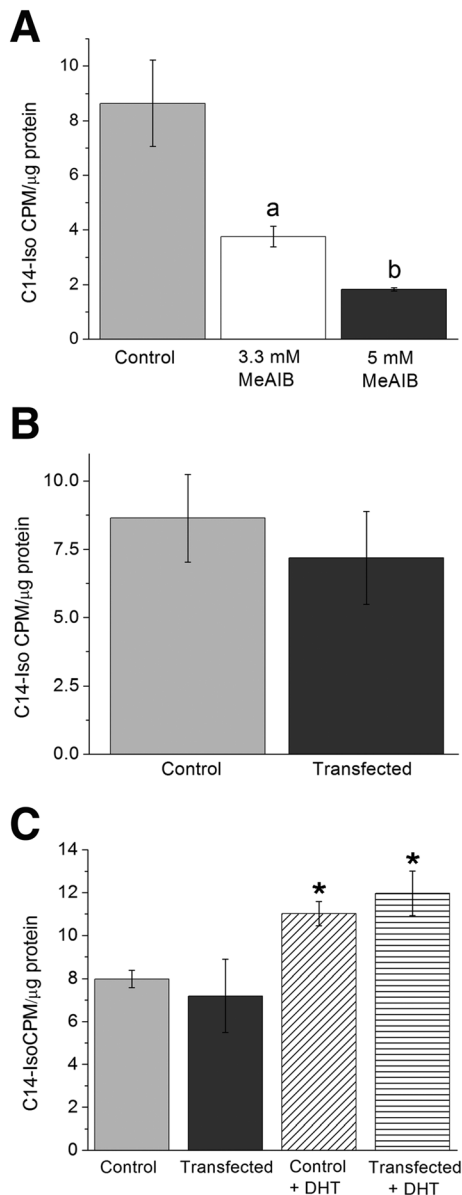 A
C14-Iso CPM/µg protein
10
8
6
4
2
0
a
b
Control
3.3 mM
MeAIB
5 mM
MeAIB
B
C14-Iso CPM/µg protein
10.0
7.5
5.0
2.5
0.0
Control
Transfected
C
C14-IsoCPM/µg protein
14
12
10
8
6
4
2
0
*
*
Control
Transfected
Control
+ DHT
Transfected
+ DHT